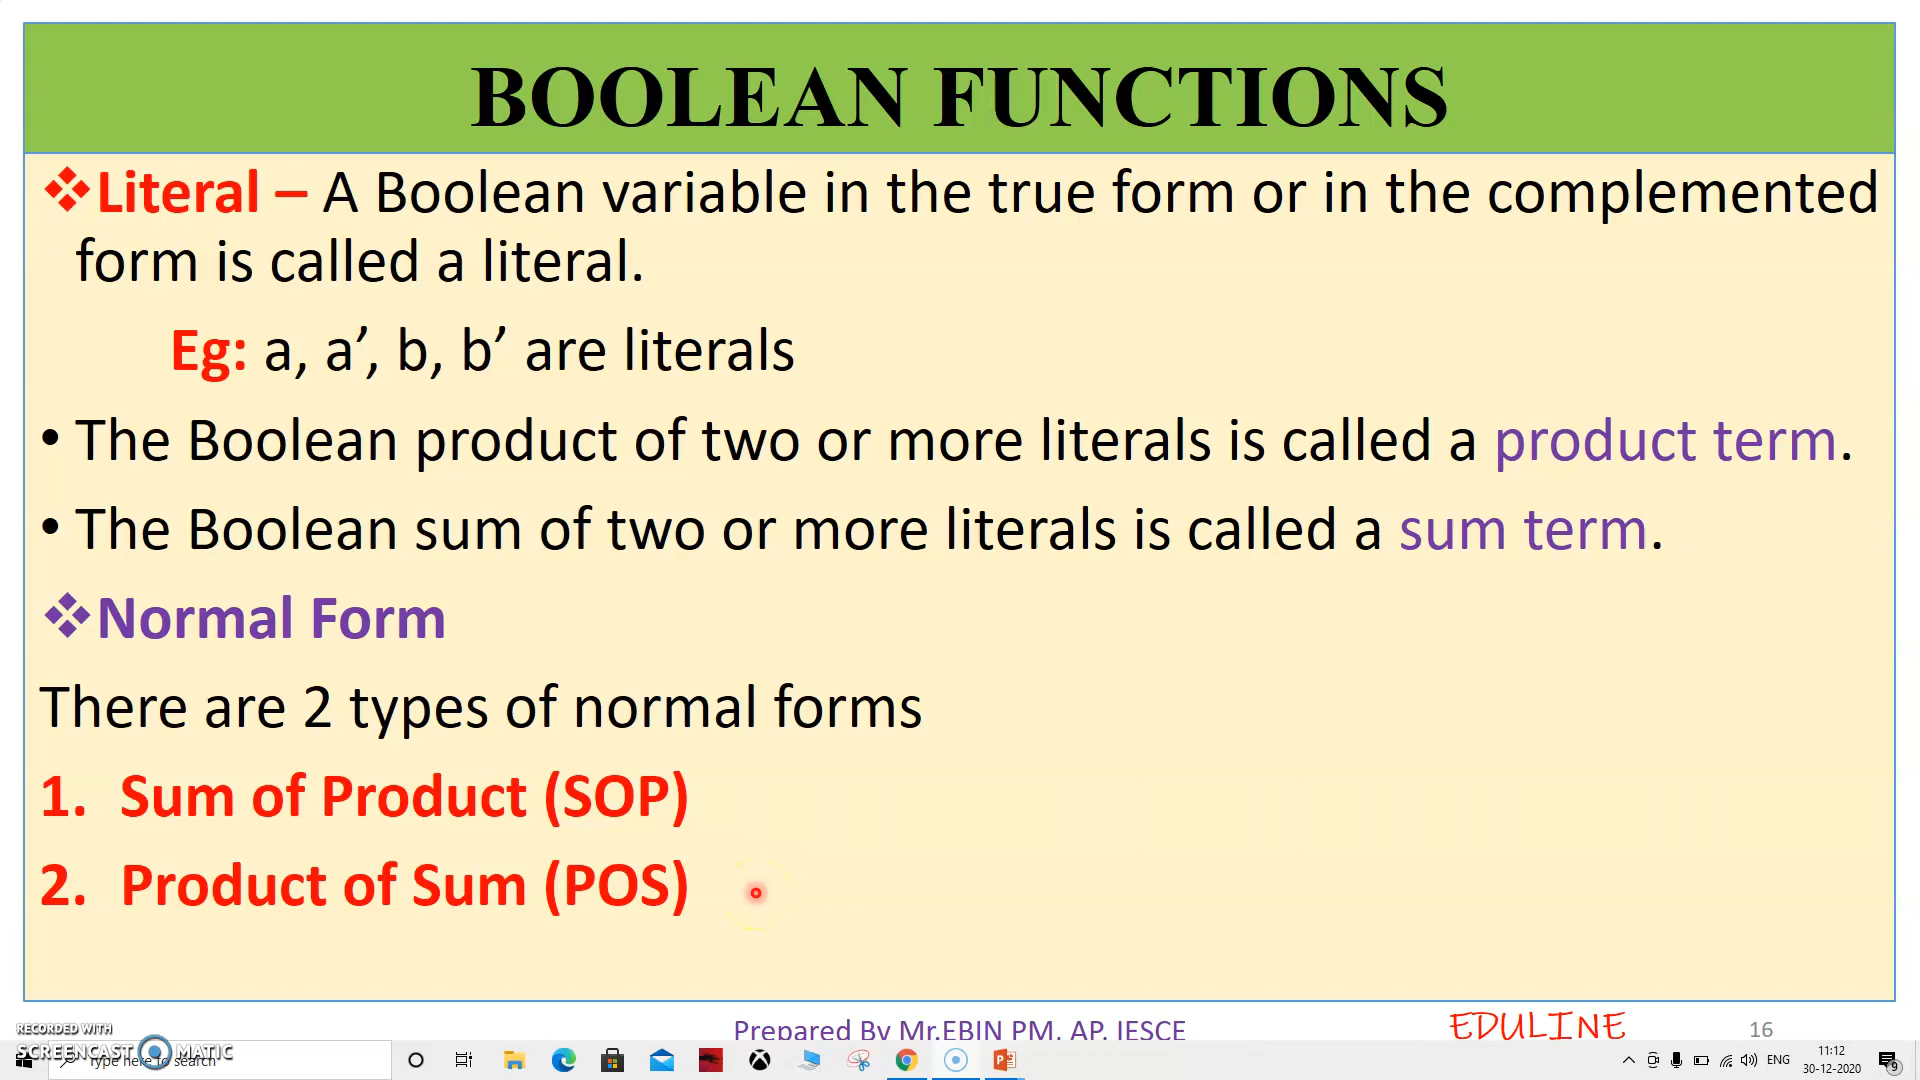 BOOLEAN FUNCTIONS
❖Literal – A Boolean variable in the true form or in the complemented
form is called a literal.
Eg: a, a’, b, b’ are literals
• The Boolean product of two or more literals is called a product term.
• The Boolean sum of two or more literals is called a sum term.
❖Normal Form
There are 2 types of normal forms
1. Sum of Product (SOP)
2. Product of Sum (POS)
Prepared By Mr.EBIN PM, AP, IESCE
EDULINE
16
RECORDED WITH
SCREENCAST MATIC
Type here to search
ENG
11:12
30-12-2020
9